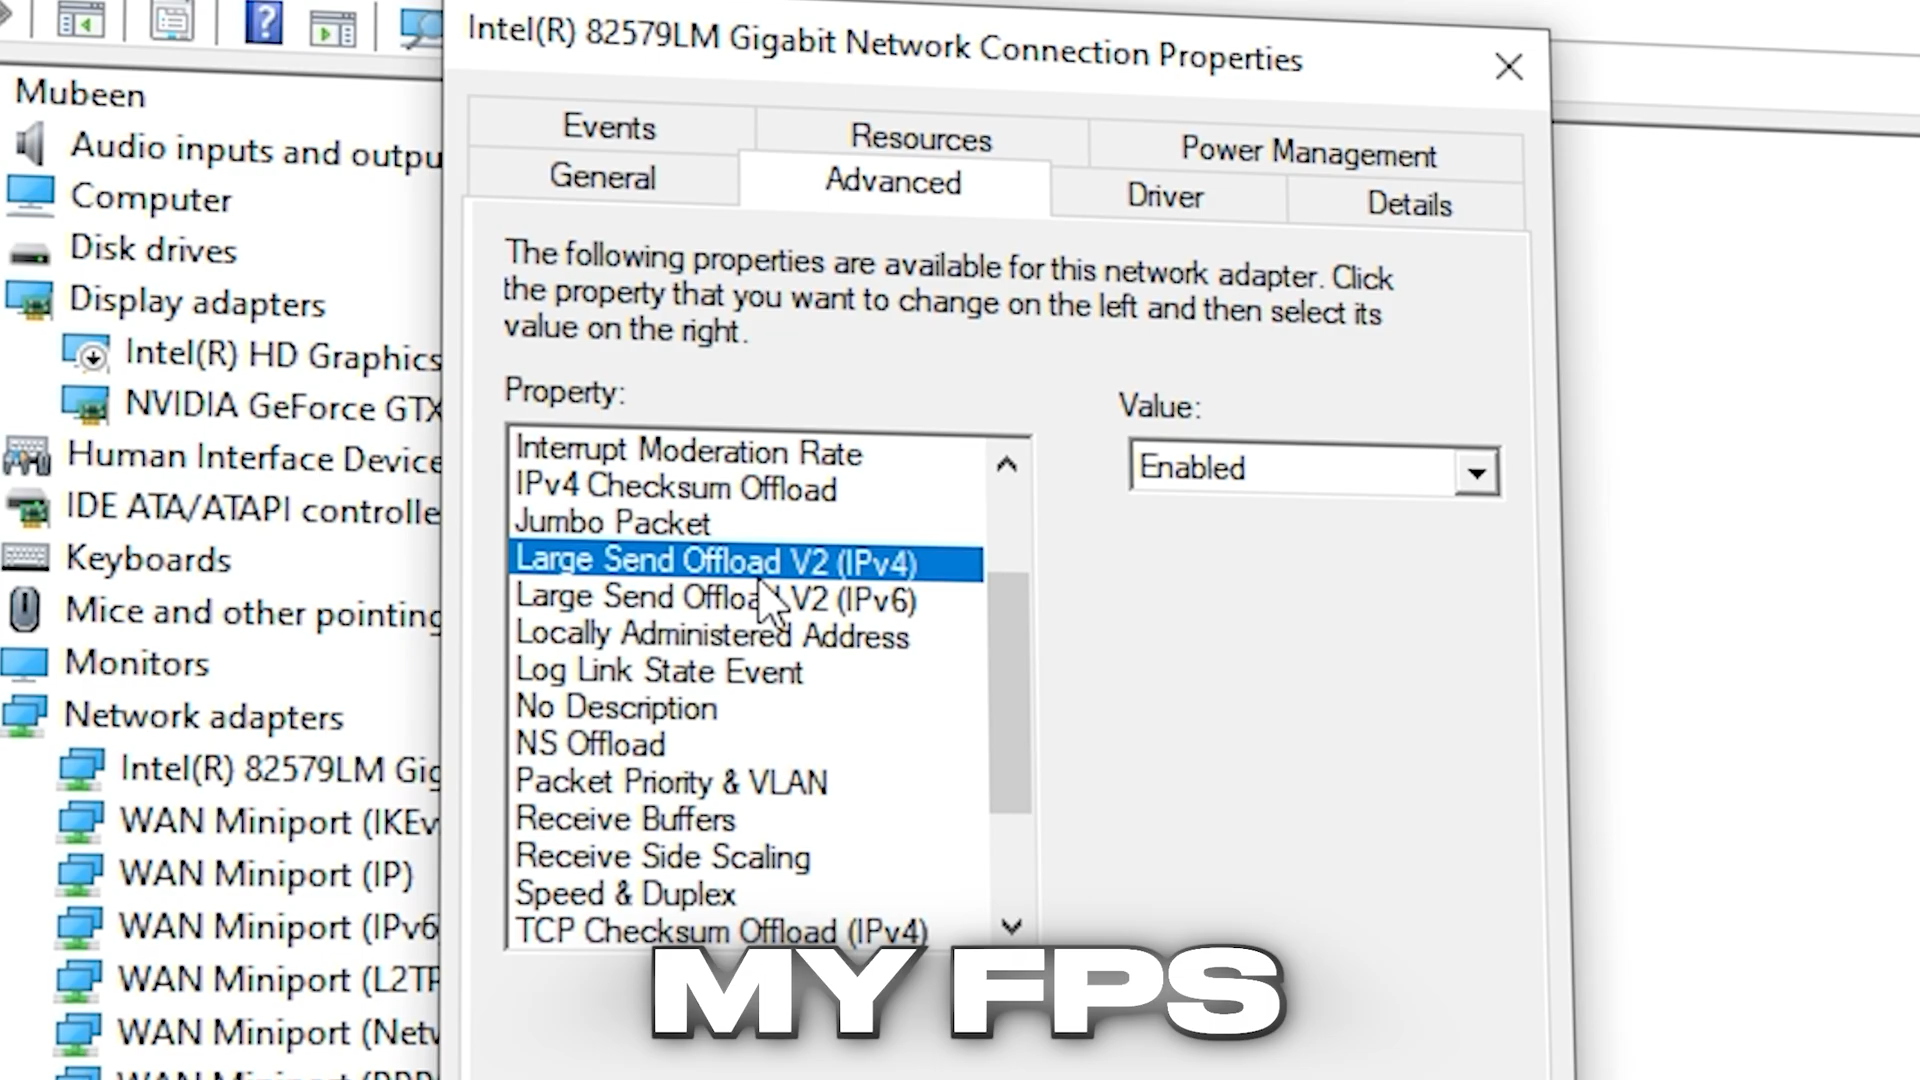 Intel(R) 82579LM Gigabit Network Connection Properties
Mubeen
Audio inputs and outpu
Computer
Disk drives
Display adapters
Intel(R) HD Graphics
NVIDIA GeForce GTX
Human Interface Device
IDE ATA/ATAPI controlle
Keyboards
Mice and other pointing
Monitors
Network adapters
Intel(R) 82579LM Gig
WAN Miniport (IKEv
WAN Miniport (IP)
WAN Miniport (IPv6
WAN Miniport (L2TP
WAN Miniport (Netw
Events
Resources
Power Management
General
Advanced
Driver
Details
The following properties are available for this network adapter. Click
the property that you want to change on the left and then select its
value on the right.
Property:
Value:
Interrupt Moderation Rate
IPv4 Checksum Offload
Jumbo Packet
Large Send Offload V2 (IPv4)
Large Send Offload V2 (IPv6)
Locally Administered Address
Log Link State Event
No Description
NS Offload
Packet Priority & VLAN
Receive Buffers
Receive Side Scaling
Speed & Duplex
TCP Checksum Offload (IPv4)
Enabled
MY FPS